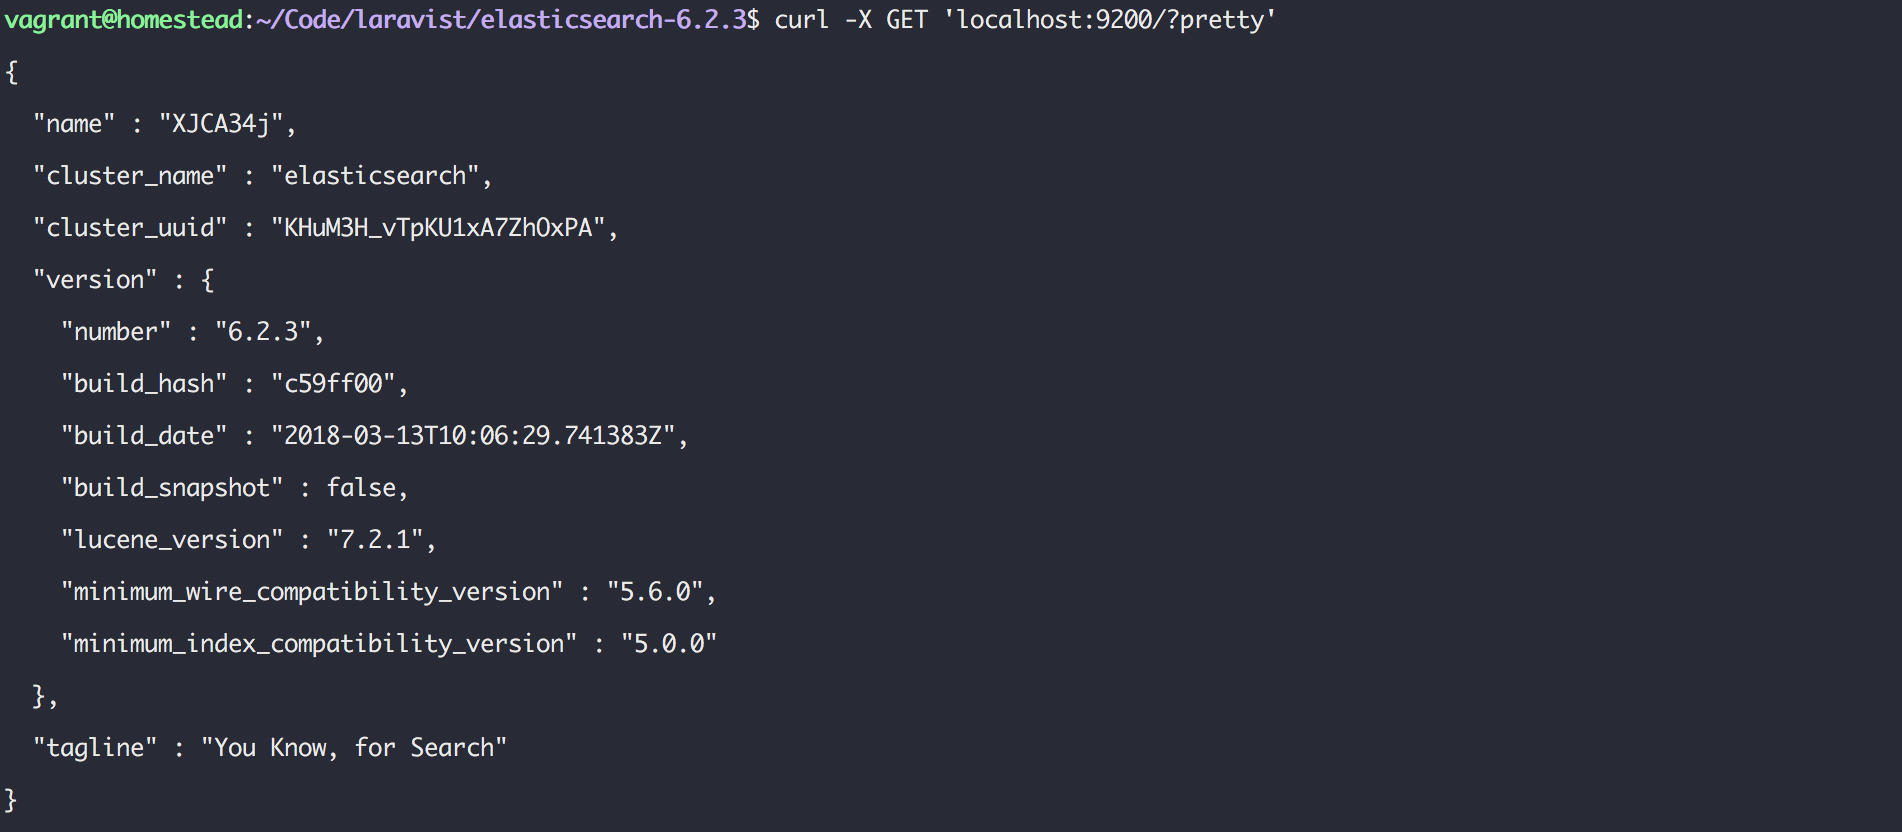 vagrant@homestead:~/Code/laravist/elasticsearch-6.2.3$ curl -X GET 'localhost:9200/?pretty'
{
  "name" : "XJCA34j",
  "cluster_name" : "elasticsearch",
  "cluster_uuid" : "KHuM3H_vTpKU1xA7ZhOxPA",
  "version" : {
    "number" : "6.2.3",
    "build_hash" : "c59ff00",
    "build_date" : "2018-03-13T10:06:29.741383Z",
    "build_snapshot" : false,
    "lucene_version" : "7.2.1",
    "minimum_wire_compatibility_version" : "5.6.0",
    "minimum_index_compatibility_version" : "5.0.0"
  },
  "tagline" : "You Know, for Search"
}